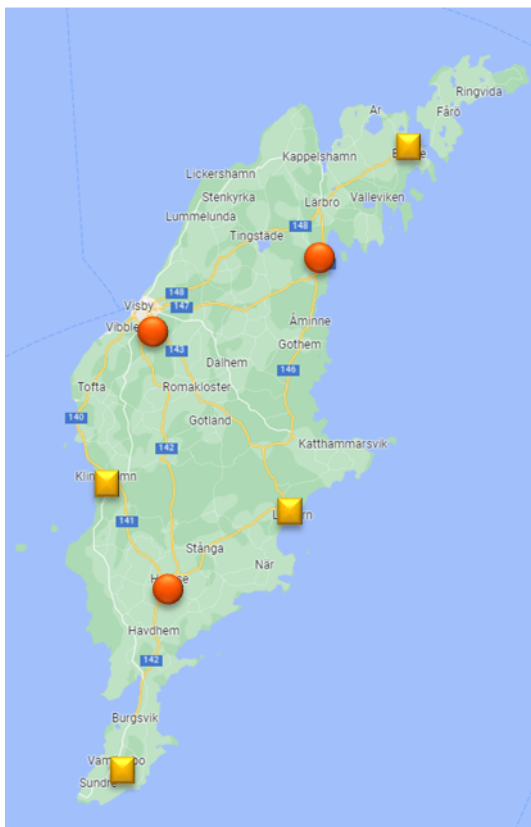 Ringvida
Ar
Fårö
Kappelshamn
Lickershamn
Stenkyrka
Lärbro
Valleviken
Lummelunda
148
Tingstäde
148
147
Visby
Vibble
Åminne
143
Gothem
Dalhem
146
Tofta
Romakloster
140
Gotland
Katthammarsvik
142
141
Stånga
När
Havdhem
142
Burgsvik
Sundre